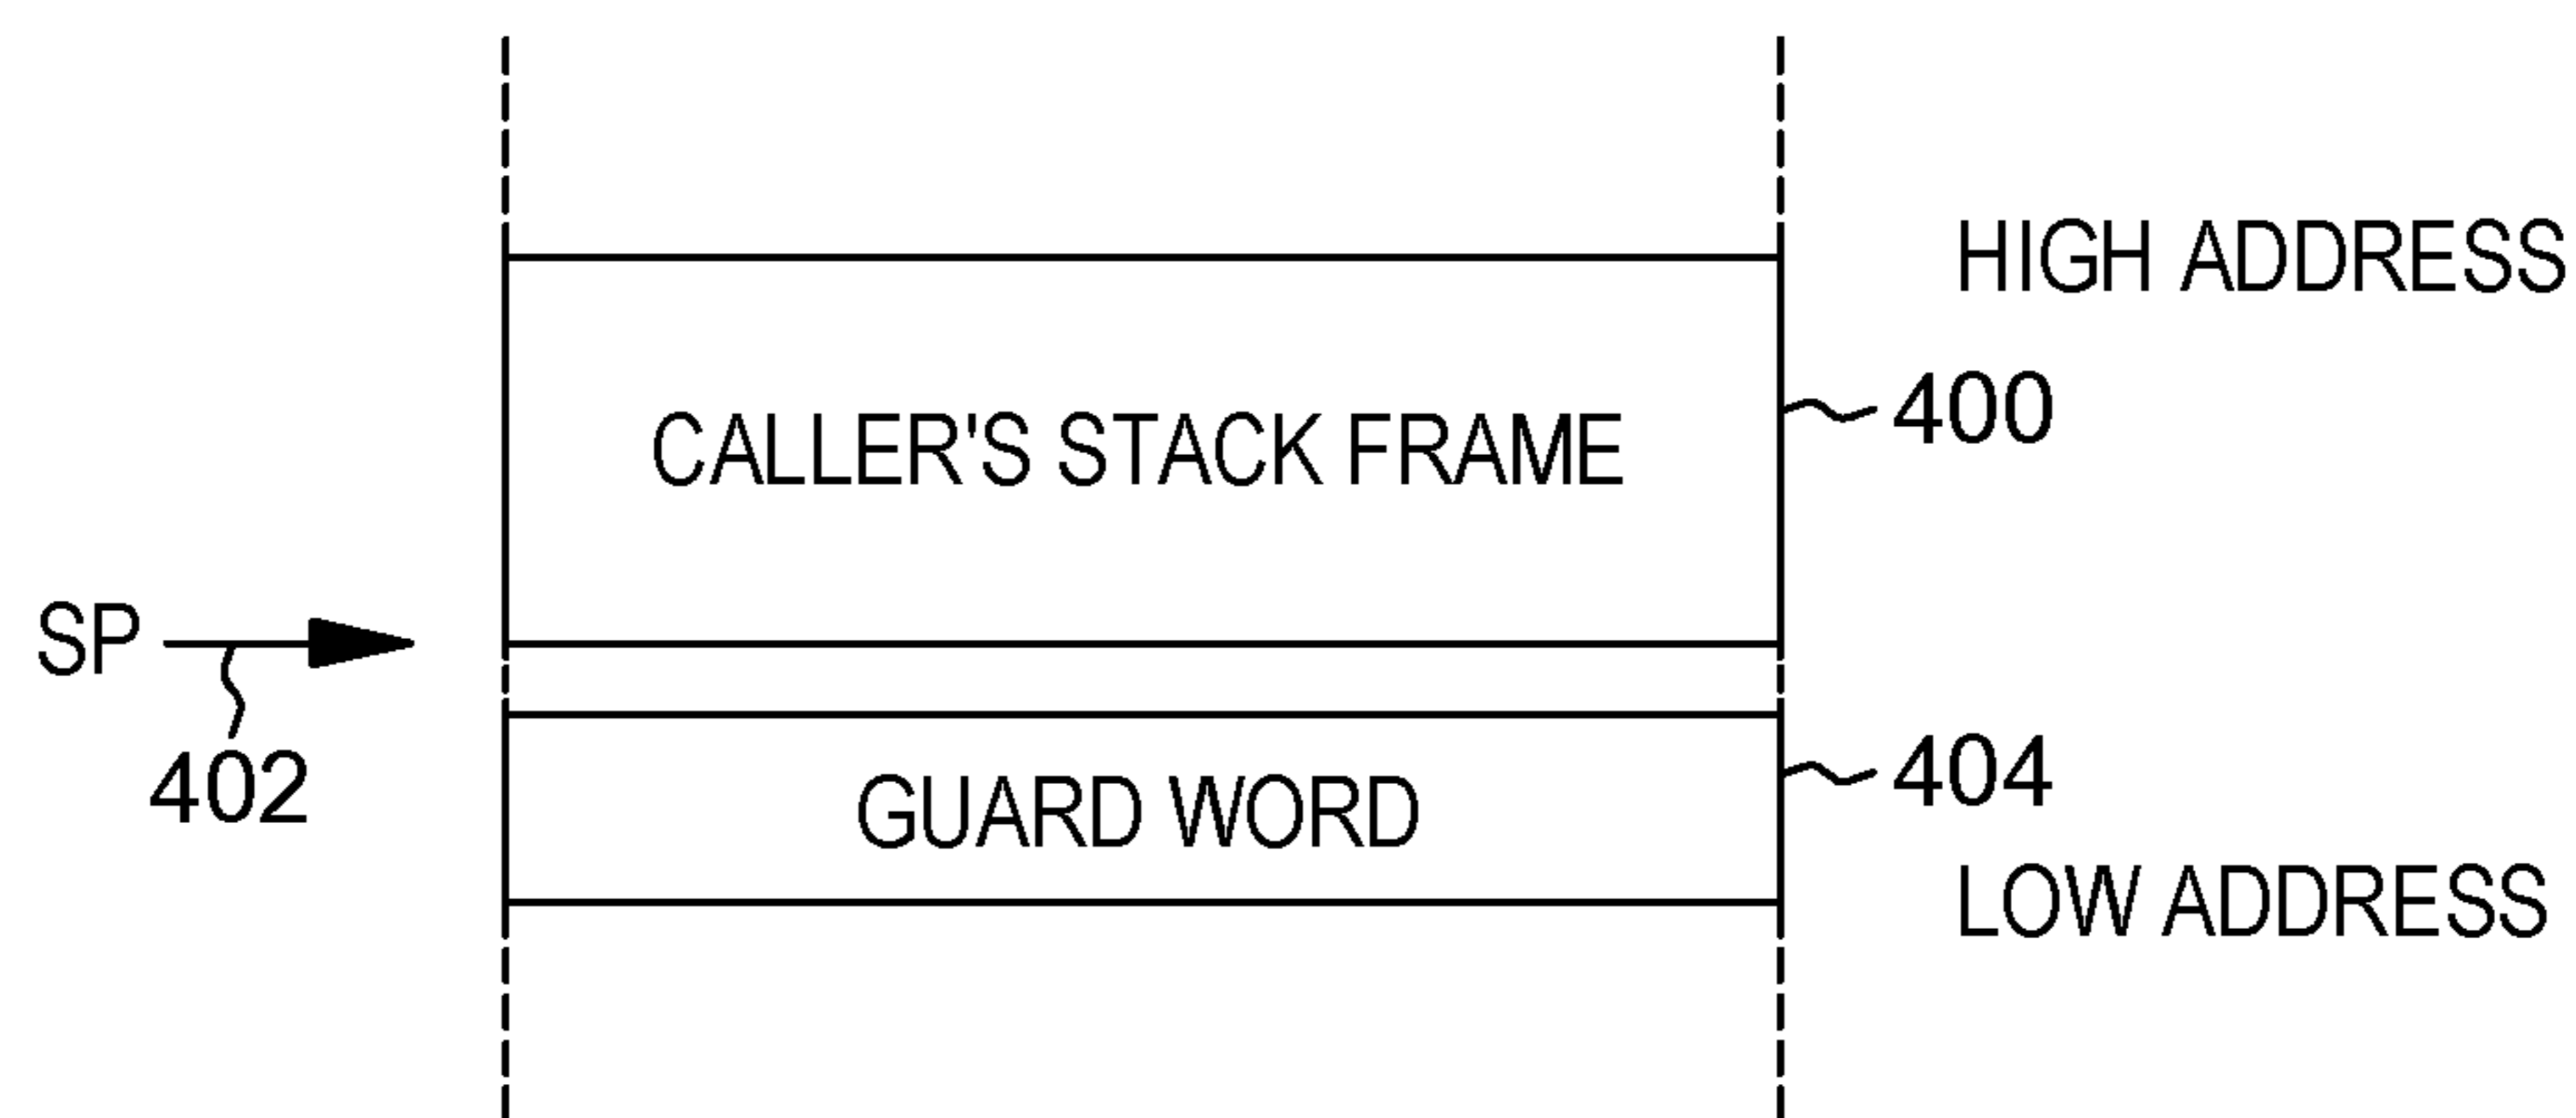 HIGH ADDRESS
400
CALLER'S STACK FRAME
SP
402
404
GUARD WORD
LOW ADDRESS